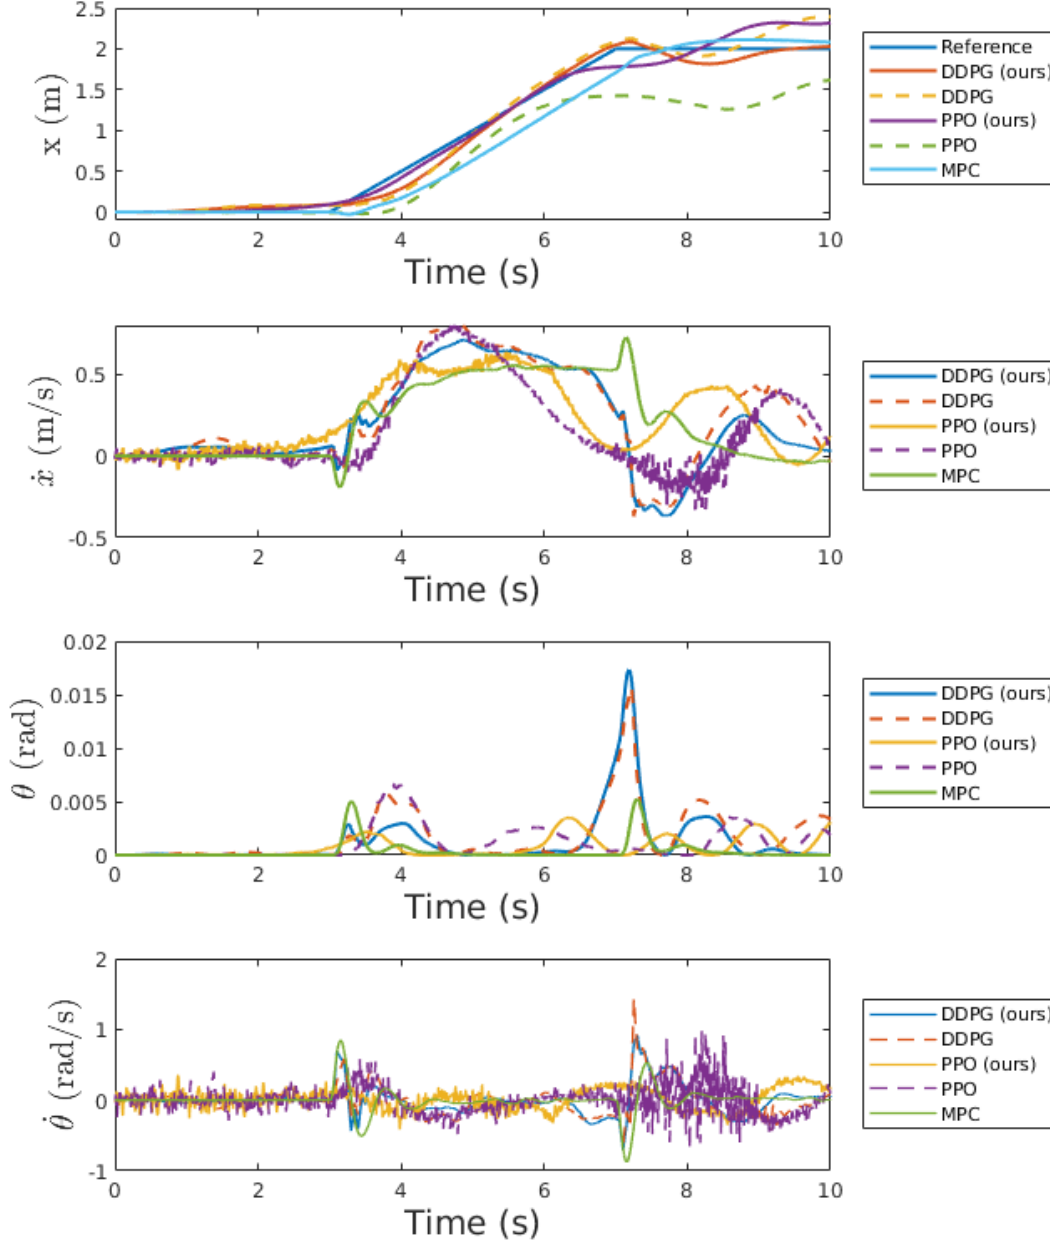 2.5
2
1.5
1
0.5
0
x (m)
0 2 4 6 8 10
Time (s)
Reference
DDPG (ours)
DDPG
PPO (ours)
PPO
MPC
0.5
0
-0.5
ẋ (m/s)
0 2 4 6 8 10
Time (s)
DDPG (ours)
DDPG
PPO (ours)
PPO
MPC
0.02
0.015
0.01
0.005
0
θ (rad)
0 2 4 6 8 10
Time (s)
DDPG (ours)
DDPG
PPO (ours)
PPO
MPC
2
1
0
-1
θ̇ (rad/s)
0 2 4 6 8 10
Time (s)
DDPG (ours)
DDPG
PPO (ours)
PPO
MPC